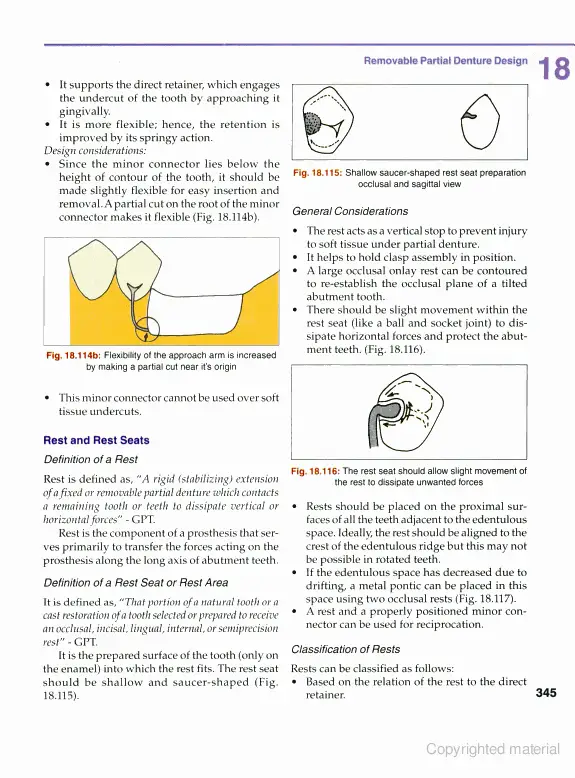 Removable Partial Denture Design
18
• It supports the direct retainer, which engages
the undercut of the tooth by approaching it
gingivally.
• It is more flexible; hence, the retention is
improved by its springy action.
Design considerations:
• Since the minor connector lies below the
height of contour of the tooth, it should be
made slightly flexible for easy insertion and
removal. A partial cut on the root of the minor
connector makes it flexible (Fig. 18.114b).
Fig. 18.114b: Flexibility of the approach arm is increased
by making a partial cut near it's origin
• This minor connector cannot be used over soft
tissue undercuts.
Rest and Rest Seats
Definition of a Rest
Rest is defined as, "A rigid (stabilizing) extension
of a fixed or removable partial denture which contacts
a remaining tooth or teeth to dissipate vertical or
horizontal forces" - GPT.
Rest is the component of a prosthesis that ser-
ves primarily to transfer the forces acting on the
prosthesis along the long axis of abutment teeth.
Definition of a Rest Seat or Rest Area
It is defined as, "That portion of a natural tooth or a
cast restoration of a tooth selected or prepared to receive
an occlusal, incisal, lingual, internal, or semiprecision
rest" - GPT.
It is the prepared surface of the tooth (only on
the enamel) into which the rest fits. The rest seat
should be shallow and saucer-shaped (Fig.
18.115).
Fig. 18.115: Shallow saucer-shaped rest seat preparation
occlusal and sagittal view
General Considerations
• The rest acts as a vertical stop to prevent injury
to soft tissue under partial denture.
• It helps to hold clasp assembly in position.
• A large occlusal onlay rest can be contoured
to re-establish the occlusal plane of a tilted
abutment tooth.
• There should be slight movement within the
rest seat (like a ball and socket joint) to dis-
sipate horizontal forces and protect the abut-
ment teeth. (Fig. 18.116).
Fig. 18.116: The rest seat should allow slight movement of
the rest to dissipate unwanted forces
• Rests should be placed on the proximal sur-
faces of all the teeth adjacent to the edentulous
space. Ideally, the rest should be aligned to the
crest of the edentulous ridge but this may not
be possible in rotated teeth.
• If the edentulous space has decreased due to
drifting, a metal pontic can be placed in this
space using two occlusal rests (Fig. 18.117).
• A rest and a properly positioned minor con-
nector can be used for reciprocation.
Classification of Rests
Rests can be classified as follows:
• Based on the relation of the rest to the direct
retainer.
345
Copyrighted material